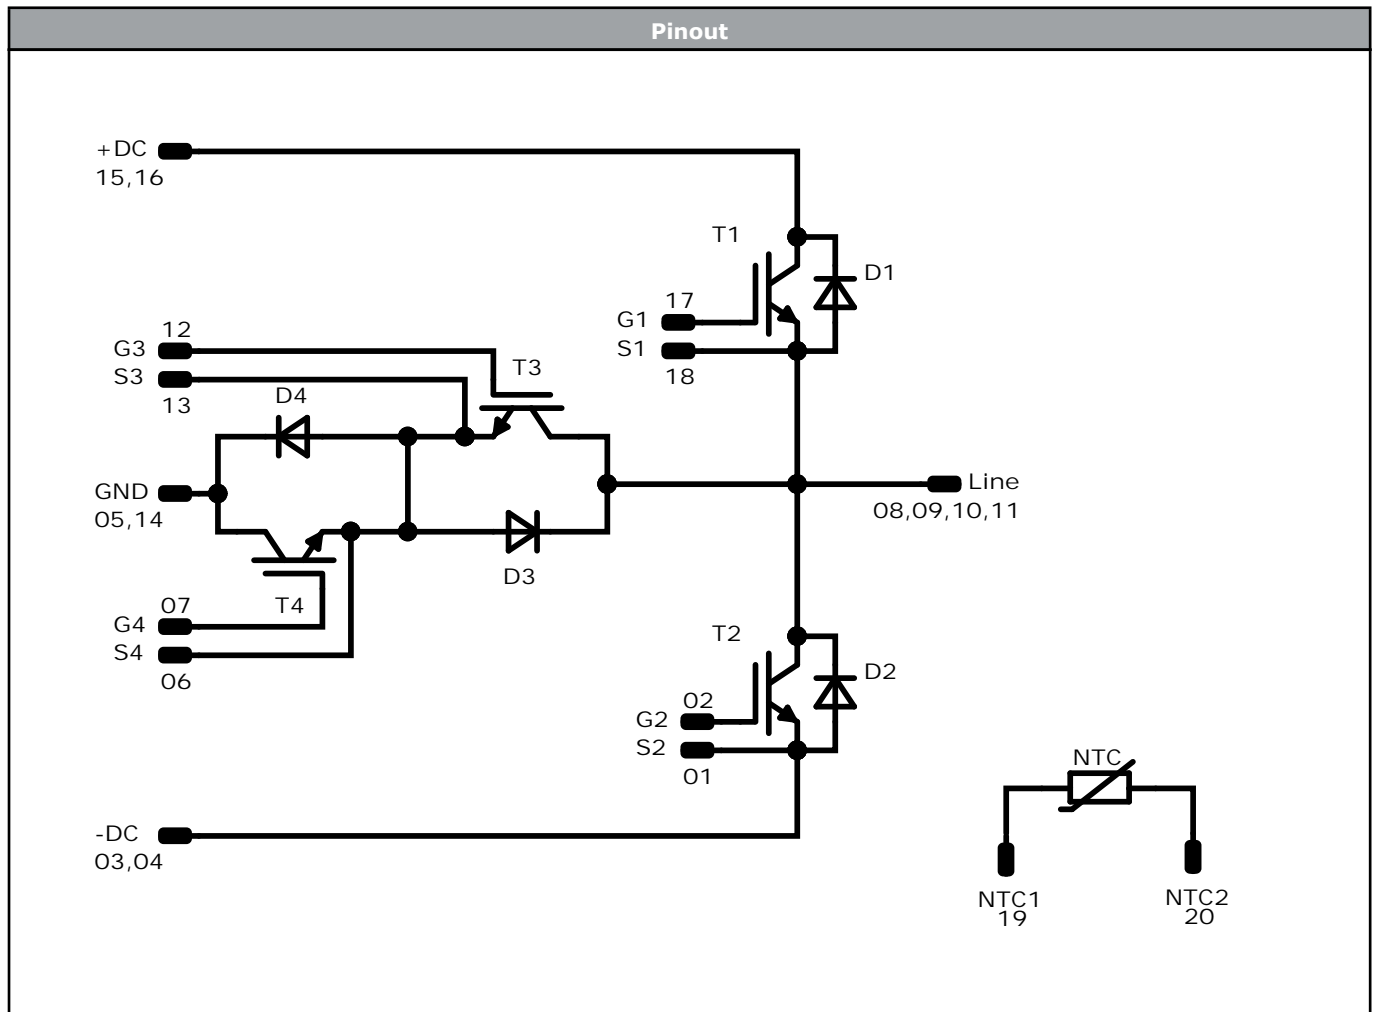 Pinout
+DC
15,16
T1
D1
17
G1
S1
18
12
G3
S3
13
T3
D4
GND
05,14
Line
08,09,10,11
D3
07
G4
S4
06
T4
T2
D2
02
G2
S2
01
NTC
-DC
03,04
NTC1
19
NTC2
20